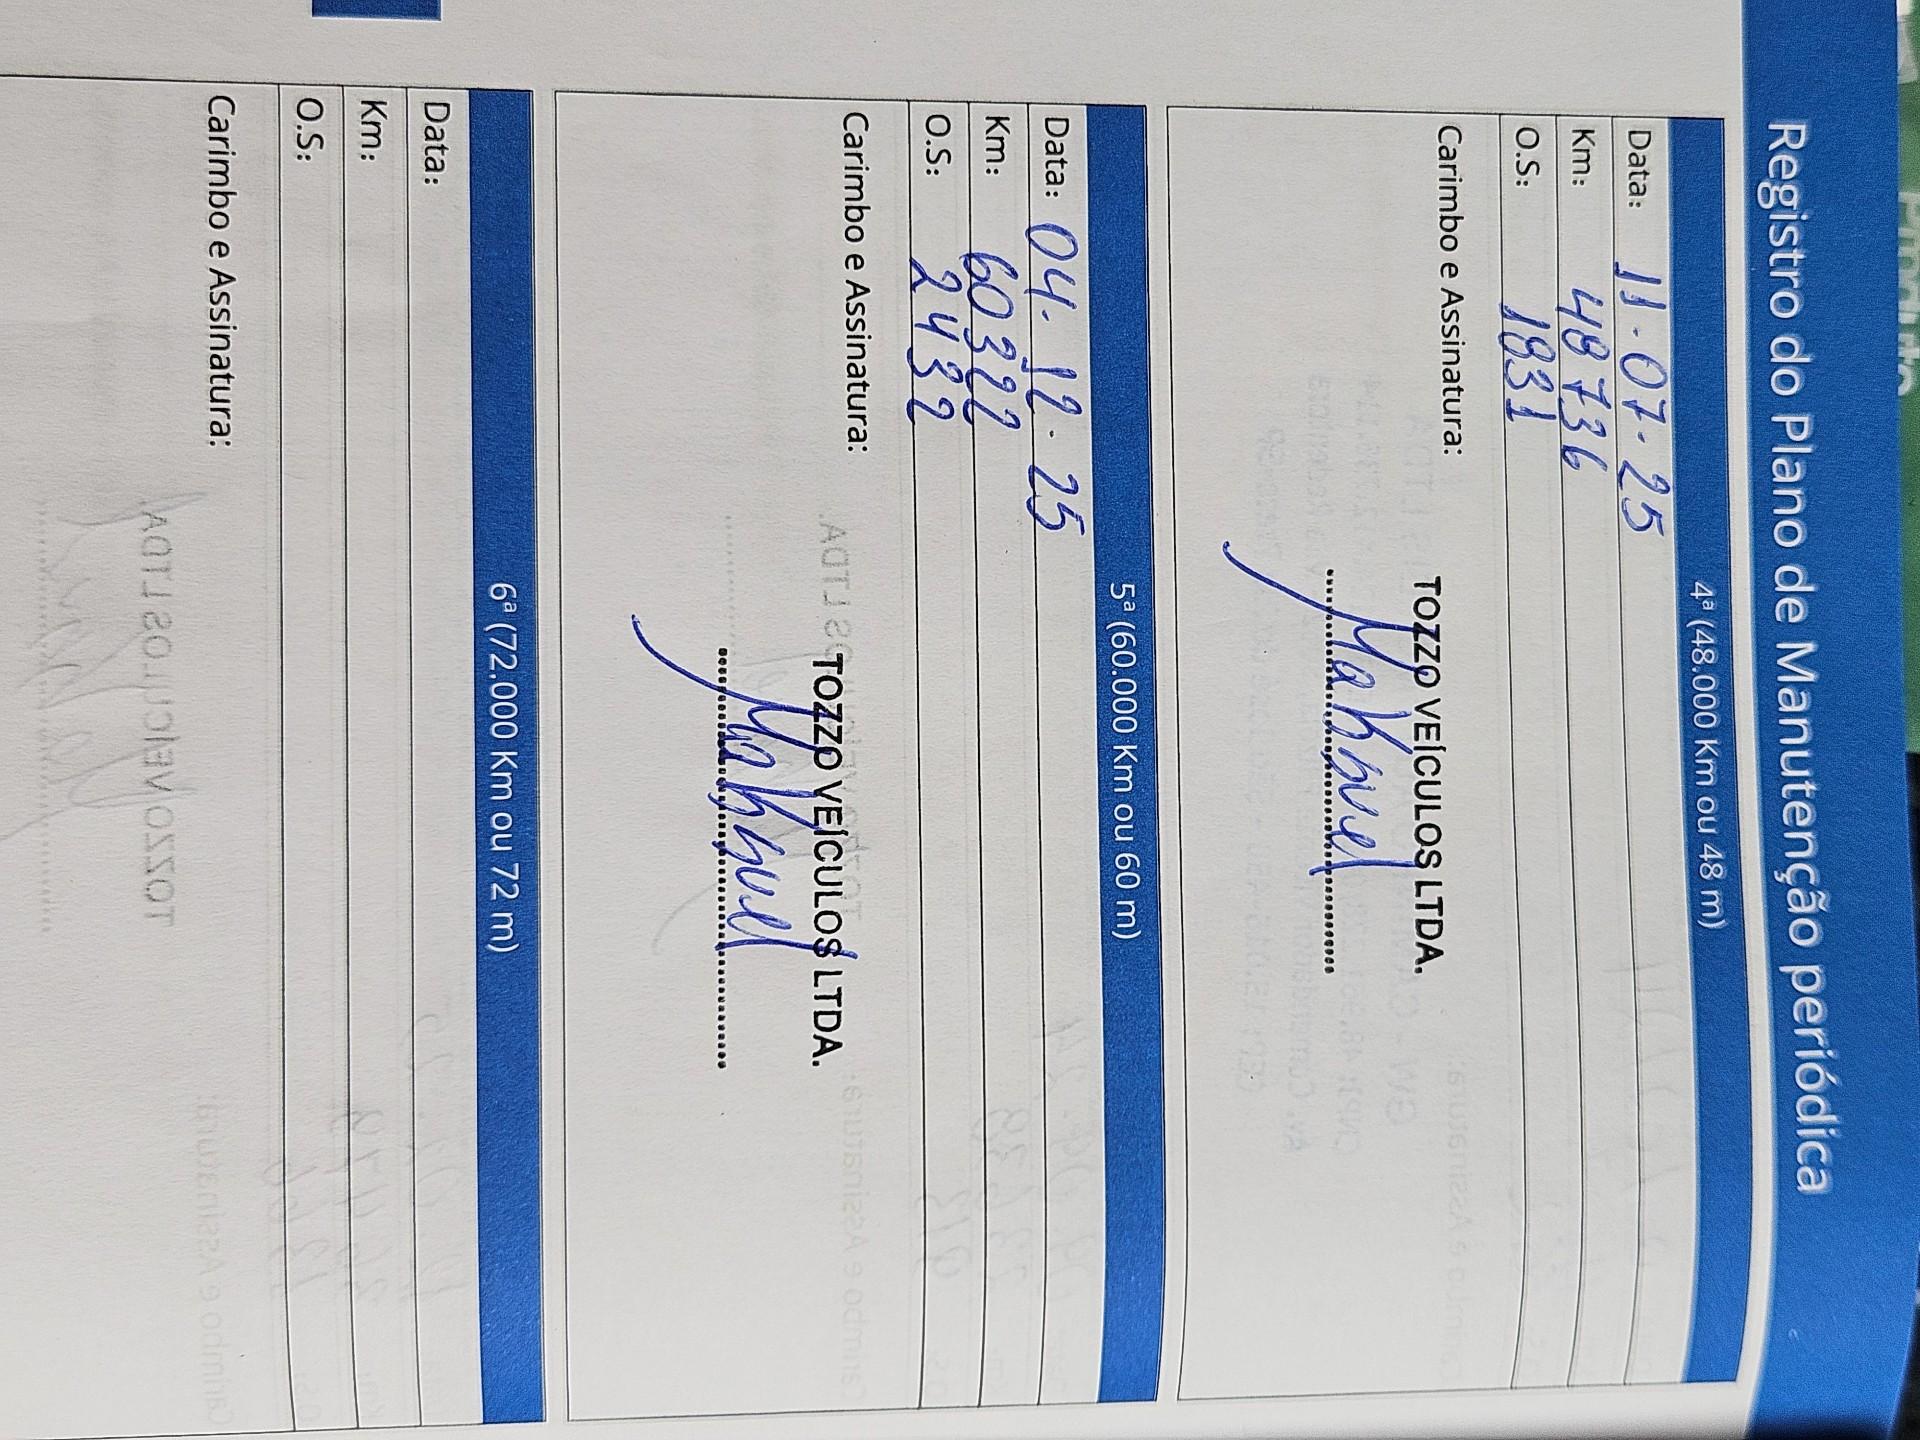 Registro do Plano de Manutenção periódica
4ª (48.000 Km ou 48 m)
Data: 11.07.25
Km: 48736
O.S: 1831
Carimbo e Assinatura:
TOZZO VEÍCULOS LTDA.
5ª (60.000 Km ou 60 m)
Data: 04.12.25
Km: 60322
O.S: 2432
Carimbo e Assinatura:
TOZZO VEÍCULOS LTDA.
6ª (72.000 Km ou 72 m)
Data:
Km:
O.S:
Carimbo e Assinatura: